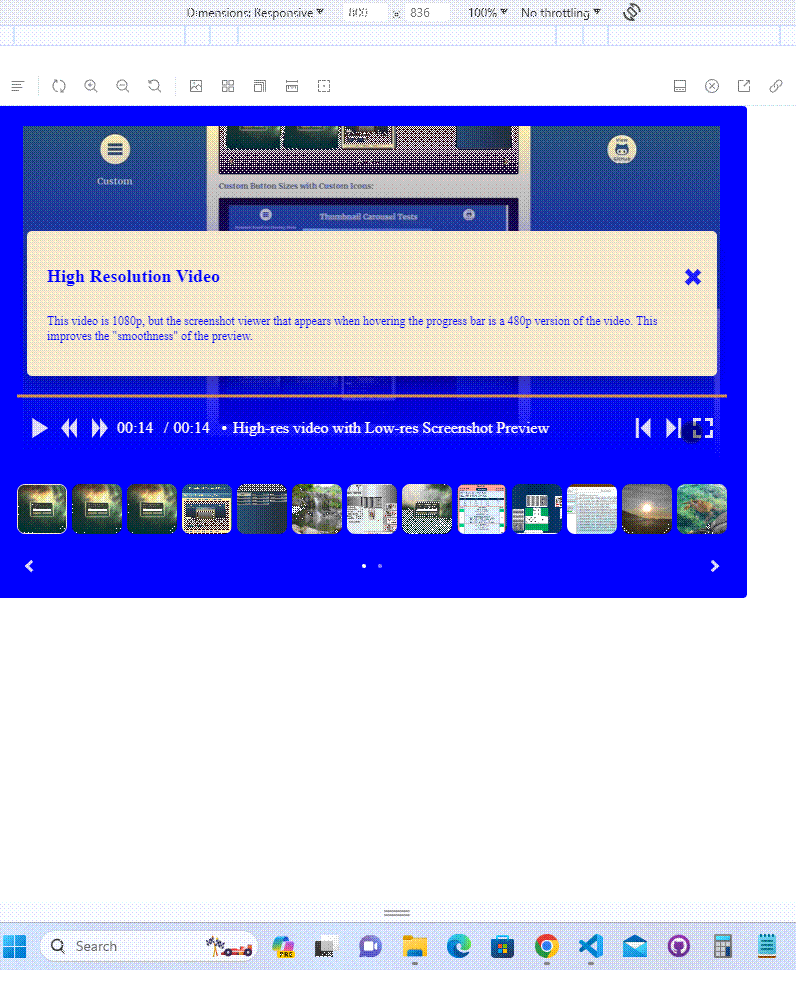 Dimensions: Responsive 800 x 836 100% No throttling
View
GitHub
Custom
Custom Button Sizes with Custom Icons:
Thumbnail Carousel Tests
High Resolution Video
This video is 1080p, but the screenshot viewer that appears when hovering the progress bar is a 480p version of the video. This
improves the "smoothness" of the preview.
00:14 / 00:14 • High-res video with Low-res Screenshot Preview
Search
PRE